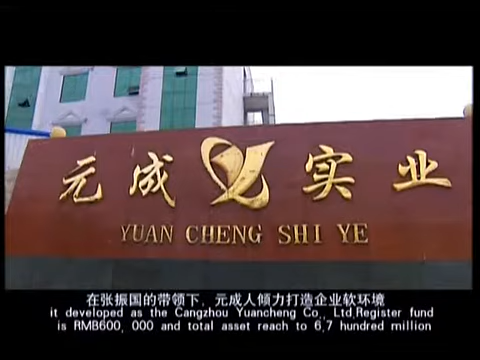 元成 实业
YUAN CHENG SHI YE
在张振国的带领下，元成人倾力打造企业软环境
it developed as the Cangzhou Yuancheng Co., Ltd,Register fund
is RMB600, 000 and total asset reach to 6,7 hundred million